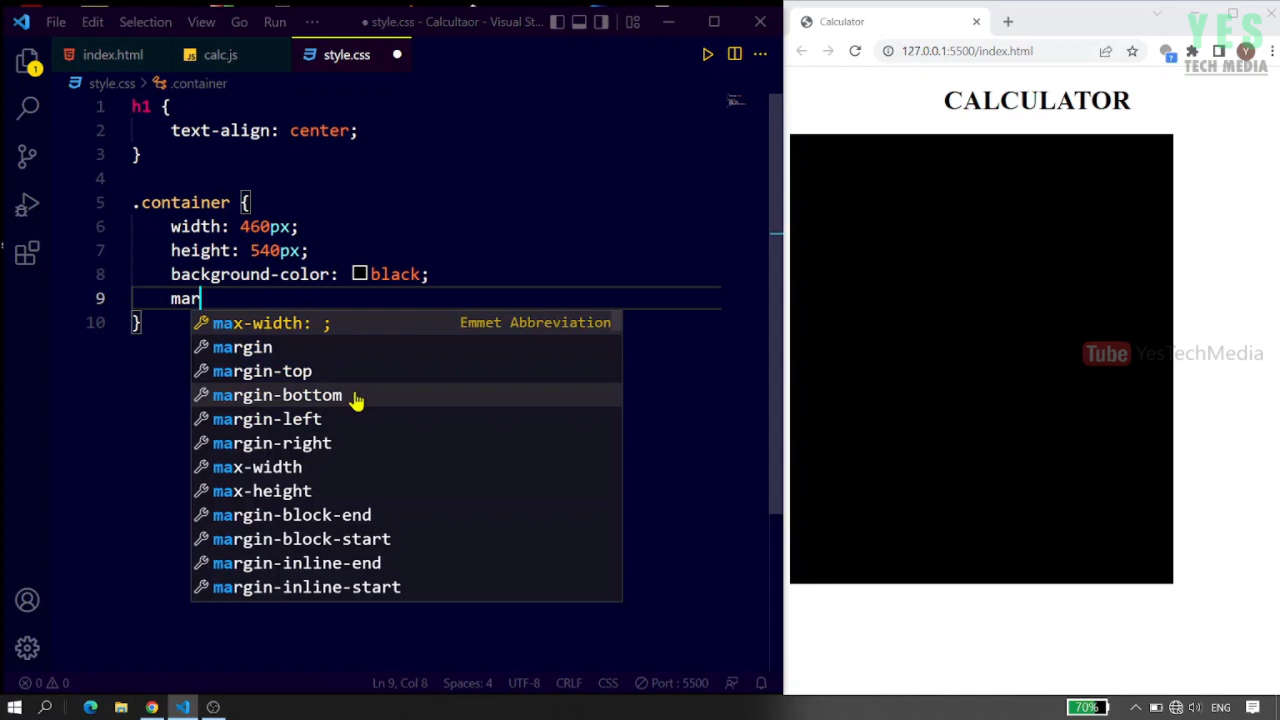 File Edit Selection View Go Run ··· ● style.css - Calcultaor - Visual St...
index.html JS calc.js style.css ●
style.css > .container
1 h1 {
2 text-align: center;
3 }
4
5 .container {
6 width: 460px;
7 height: 540px;
8 background-color: black;
9 mar
10 }
max-width: ; Emmet Abbreviation
margin
margin-top
margin-bottom
margin-left
margin-right
max-width
max-height
margin-block-end
margin-block-start
margin-inline-end
margin-inline-start
1
0 0 Ln 9, Col 8 Spaces: 4 UTF-8 CRLF CSS Port : 5500
Calculator
127.0.0.1:5500/index.html
Y
YES
TECH MEDIA
CALCULATOR
Tube YesTechMedia
70% ENG